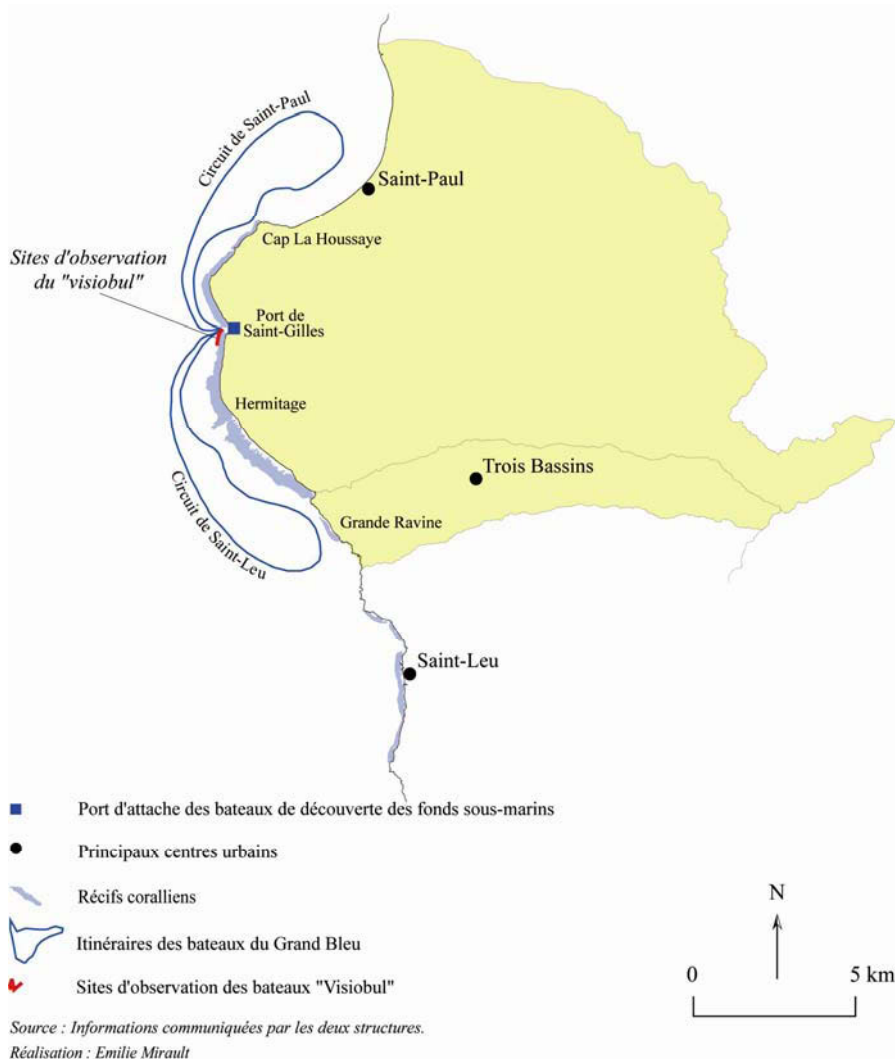 Circuit de Saint-Paul
Saint-Paul
Cap La Houssaye
Sites d'observation
du "visiobul"
Port de
Saint-Gilles
Hermitage
Trois Bassins
Grande Ravine
Circuit de Saint-Leu
Saint-Leu
Port d'attache des bateaux de découverte des fonds sous-marins
Principaux centres urbains
Récifs coralliens
Itinéraires des bateaux du Grand Bleu
Sites d'observation des bateaux "Visiobul"
N
0 5 km
Source : Informations communiquées par les deux structures.
Réalisation : Emilie Mirault